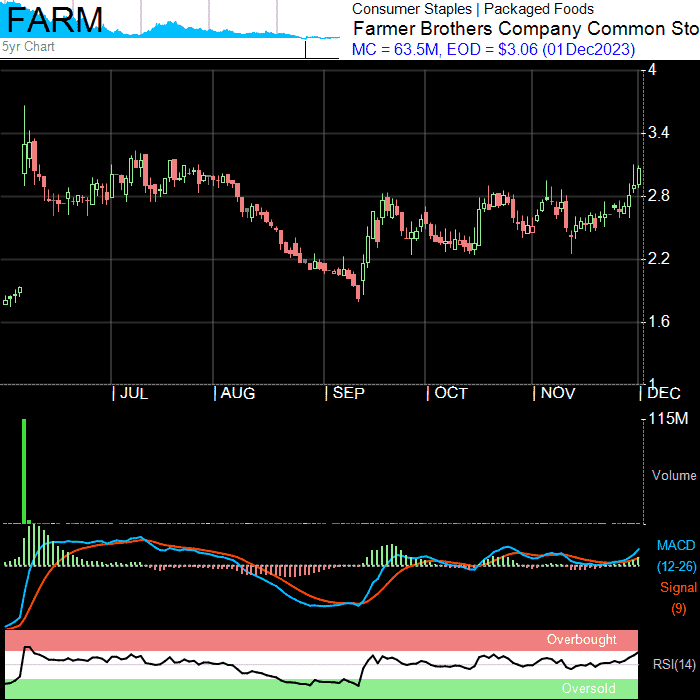 FARM
5yr Chart
Consumer Staples | Packaged Foods
Farmer Brothers Company Common Sto
MC = 63.5M, EOD = $3.06 (01Dec2023)
4
3.4
2.8
2.2
1.6
1
JUL AUG SEP OCT NOV DEC
115M
Volume
MACD
(12-26)
Signal
(9)
Overbought
RSI(14)
Oversold